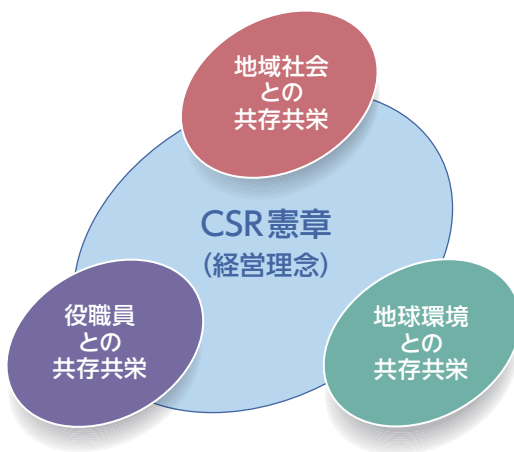 地域社会
との
共存共栄
CSR憲章
（経営理念）
役職員
との
共存共栄
地球環境
との
共存共栄